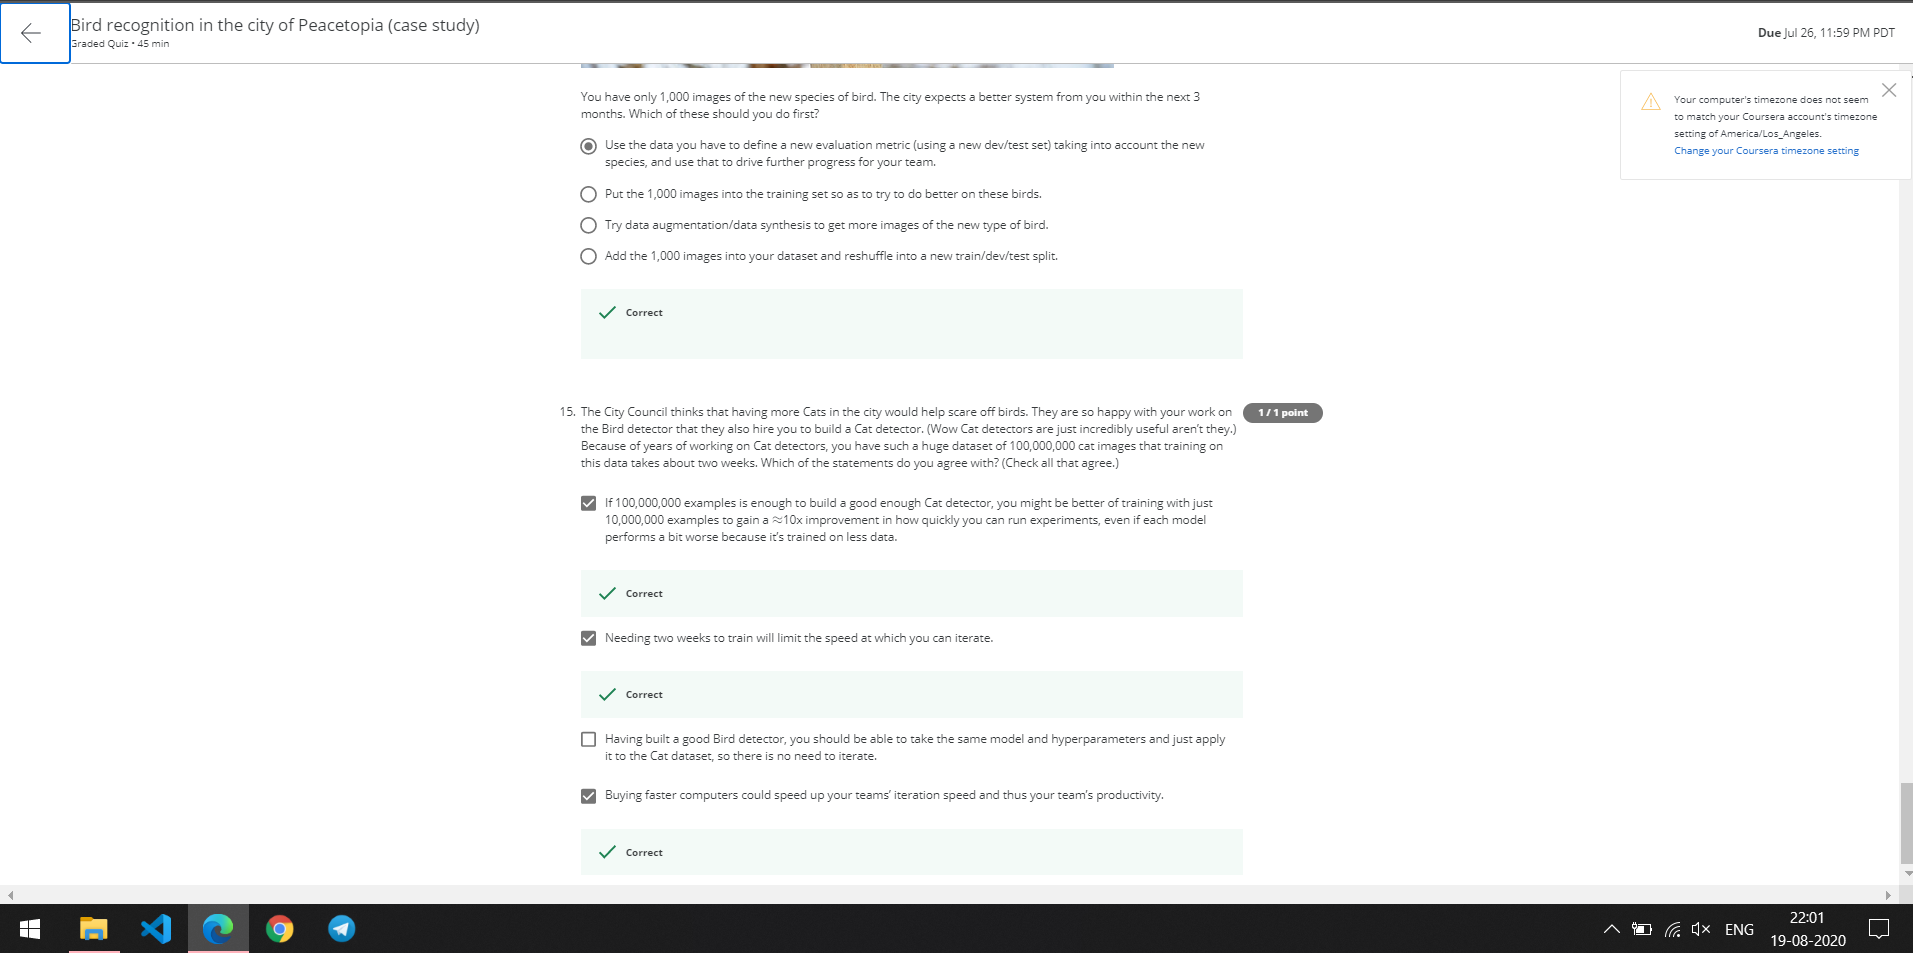 Bird recognition in the city of Peacetopia (case study)
Graded Quiz • 45 min
Due Jul 26, 11:59 PM PDT
Your computer's timezone does not seem
to match your Coursera account's timezone
setting of America/Los_Angeles.
Change your Coursera timezone setting
You have only 1,000 images of the new species of bird. The city expects a better system from you within the next 3
months. Which of these should you do first?
Use the data you have to define a new evaluation metric (using a new dev/test set) taking into account the new
species, and use that to drive further progress for your team.
Put the 1,000 images into the training set so as to try to do better on these birds.
Try data augmentation/data synthesis to get more images of the new type of bird.
Add the 1,000 images into your dataset and reshuffle into a new train/dev/test split.
Correct
15. The City Council thinks that having more Cats in the city would help scare off birds. They are so happy with your work on
the Bird detector that they also hire you to build a Cat detector. (Wow Cat detectors are just incredibly useful aren't they.)
Because of years of working on Cat detectors, you have such a huge dataset of 100,000,000 cat images that training on
this data takes about two weeks. Which of the statements do you agree with? (Check all that agree.)
1 / 1 point
If 100,000,000 examples is enough to build a good enough Cat detector, you might be better of training with just
10,000,000 examples to gain a ≈10x improvement in how quickly you can run experiments, even if each model
performs a bit worse because it's trained on less data.
Correct
Needing two weeks to train will limit the speed at which you can iterate.
Correct
Having built a good Bird detector, you should be able to take the same model and hyperparameters and just apply
it to the Cat dataset, so there is no need to iterate.
Buying faster computers could speed up your teams' iteration speed and thus your team's productivity.
Correct
ENG
22:01
19-08-2020